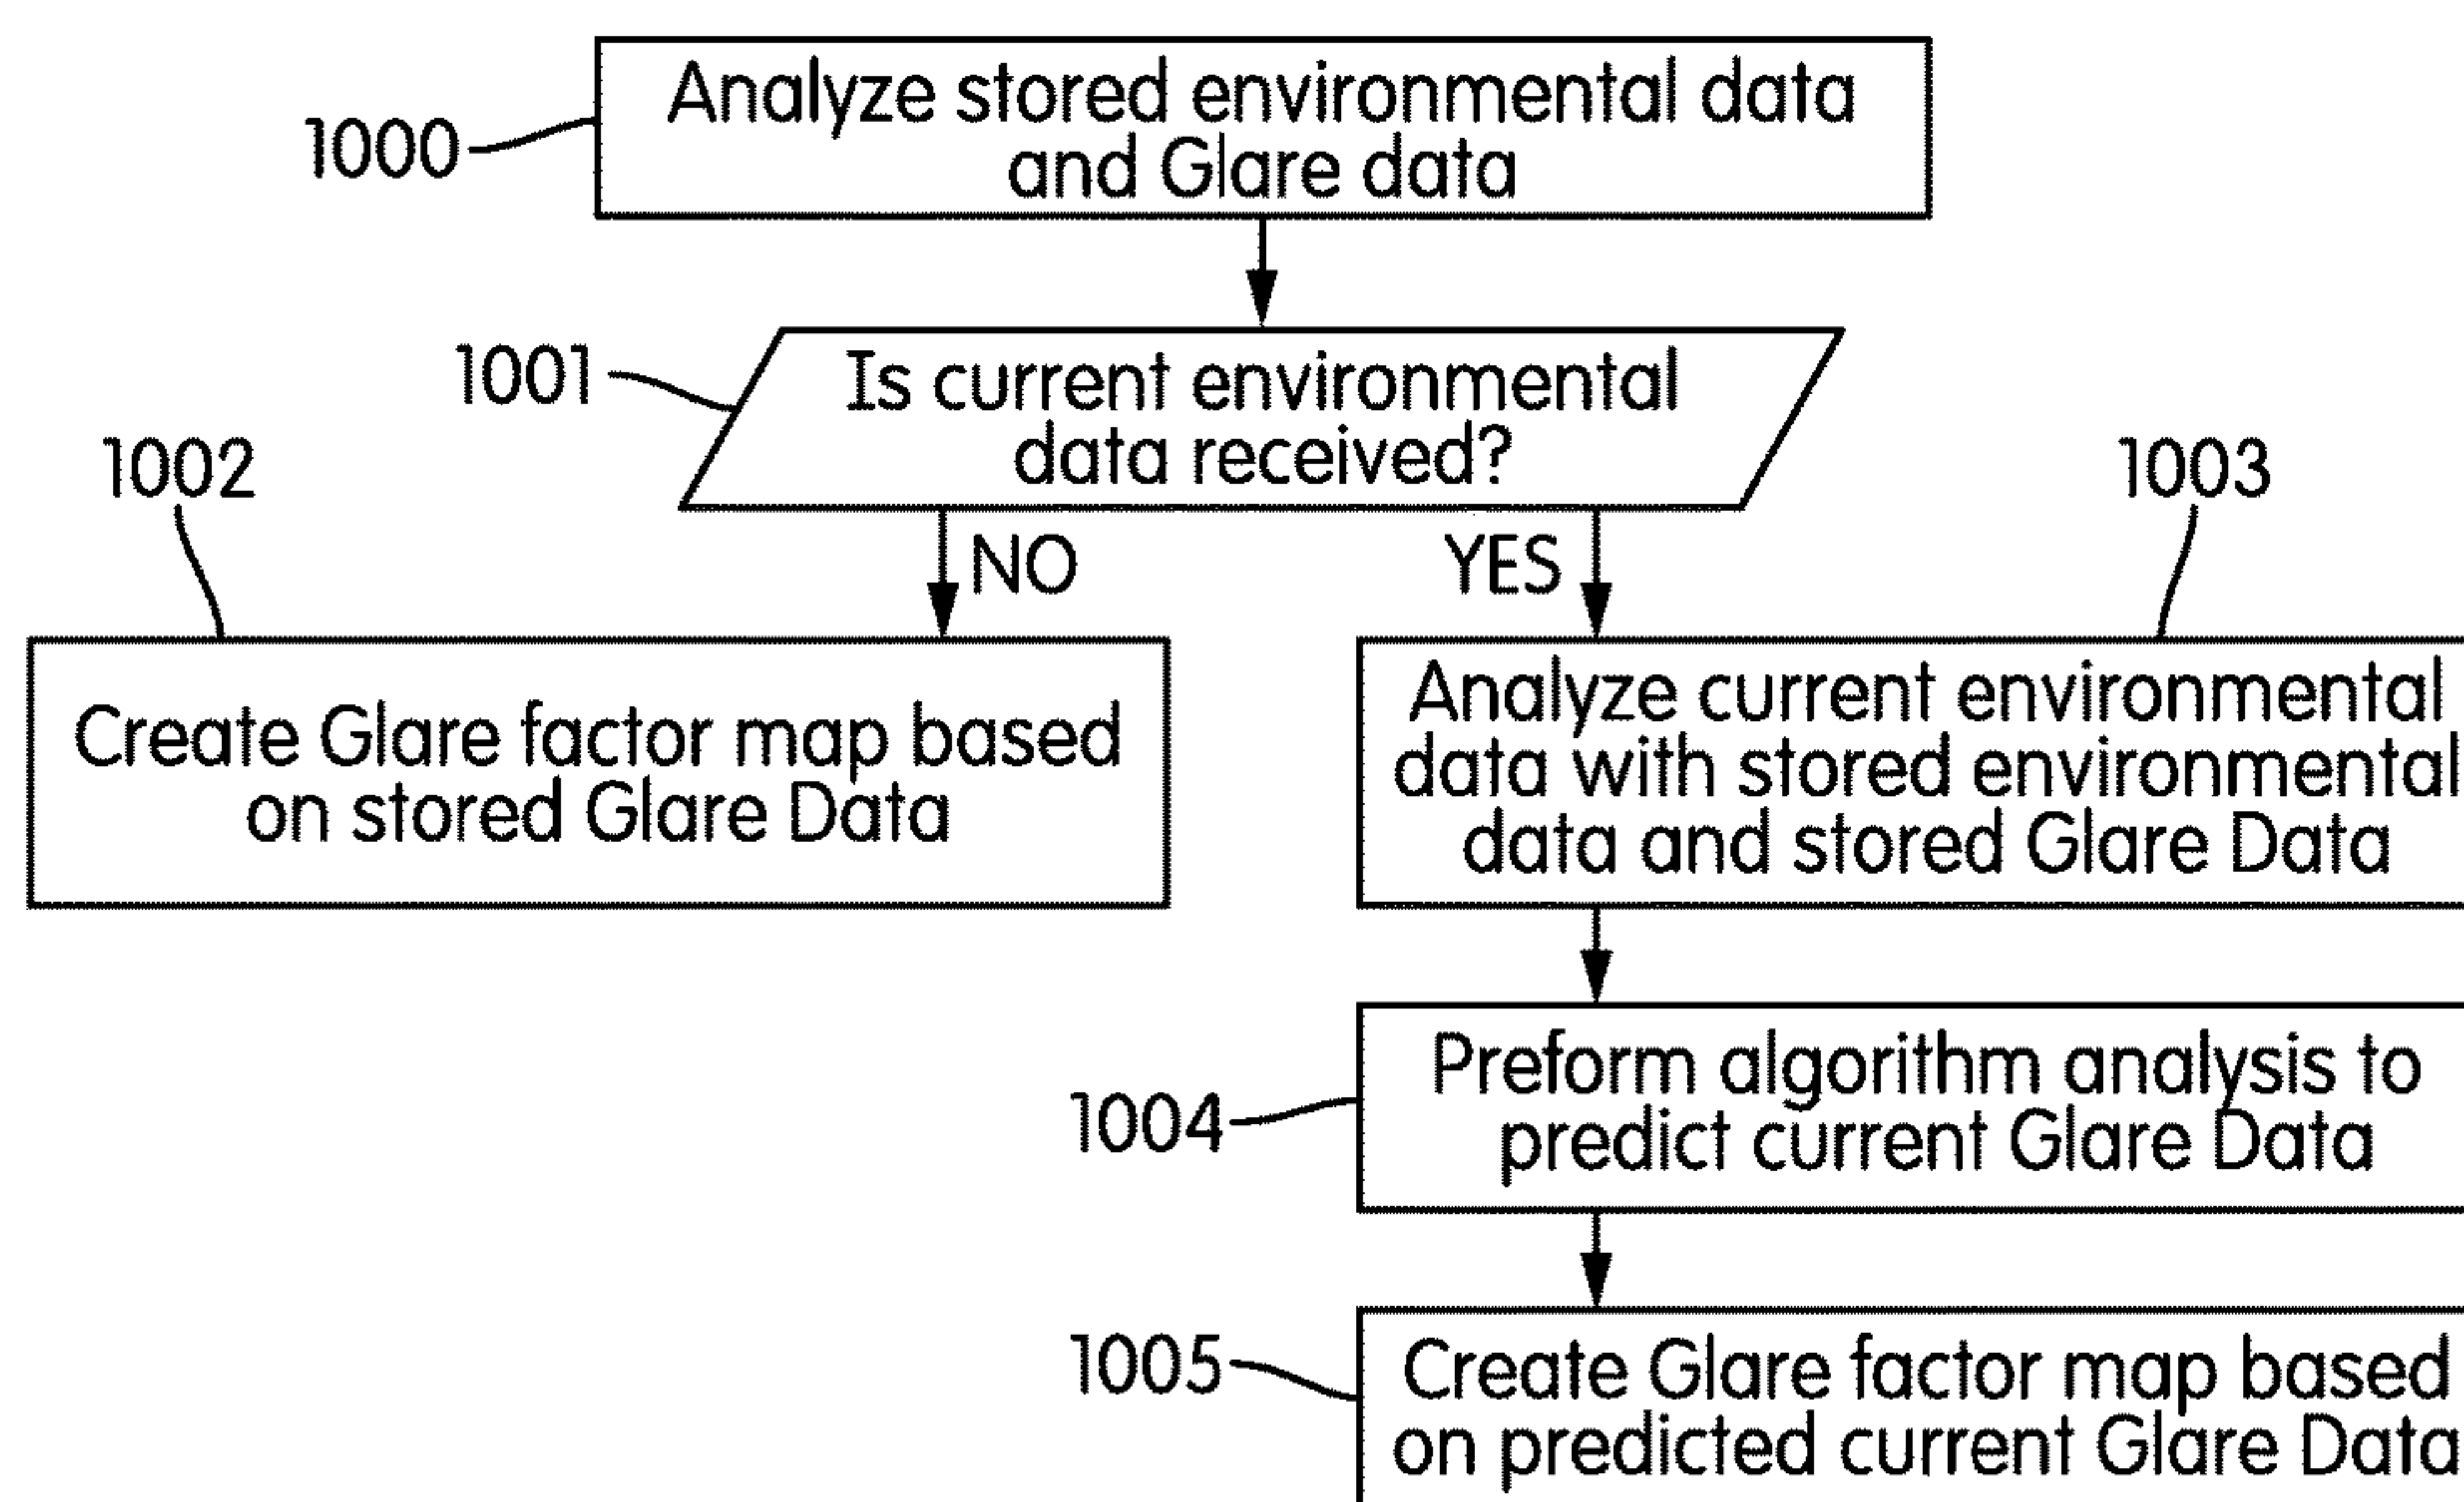 1000
Analyze stored environmental data
and Glare data
1001
Is current environmental
data received?
NO
YES
1002
Create Glare factor map based
on stored Glare Data
1003
Analyze current environmental
data with stored environmental
data and stored Glare Data
1004
Preform algorithm analysis to
predict current Glare Data
1005
Create Glare factor map based
on predicted current Glare Data